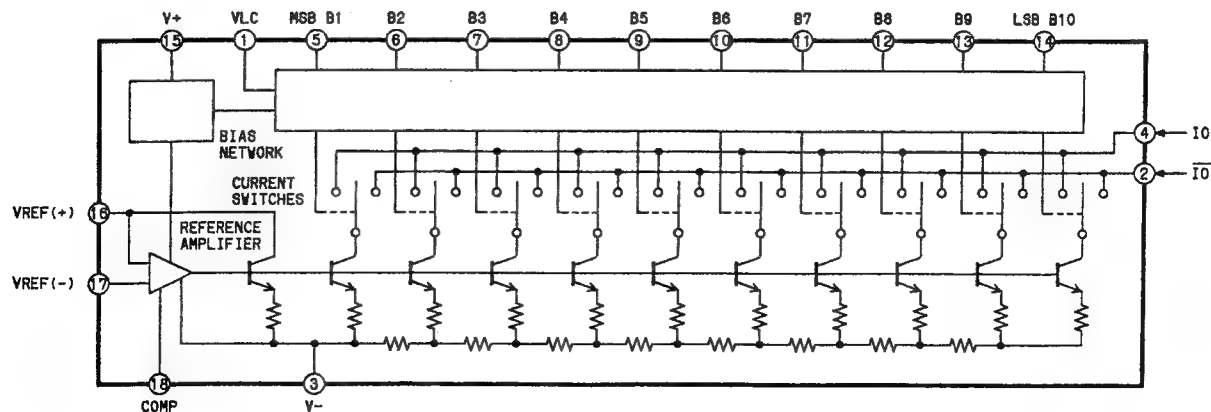 V+ VLC MSB B1 B2 B3 B4 B5 B6 B7 B8 B9 LSB B10
15 1 5 6 7 8 9 10 11 12 13 14
BIAS
NETWORK
4 IO
2 IO
CURRENT
SWITCHES
VREF(+) 16
REFERENCE
AMPLIFIER
VREF(-) 17
18 3
COMP V-